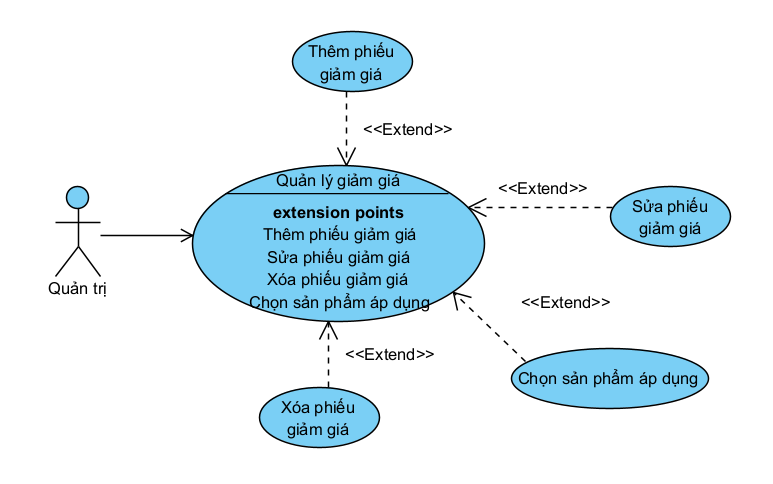 Thêm phiếu
giảm giá
<<Extend>>
Quản lý giảm giá
extension points
Thêm phiếu giảm giá
Sửa phiếu giảm giá
Xóa phiếu giảm giá
Chọn sản phẩm áp dụng
<<Extend>>
Sửa phiếu
giảm giá
Quản trị
<<Extend>>
Chọn sản phẩm áp dụng
<<Extend>>
Xóa phiếu
giảm giá